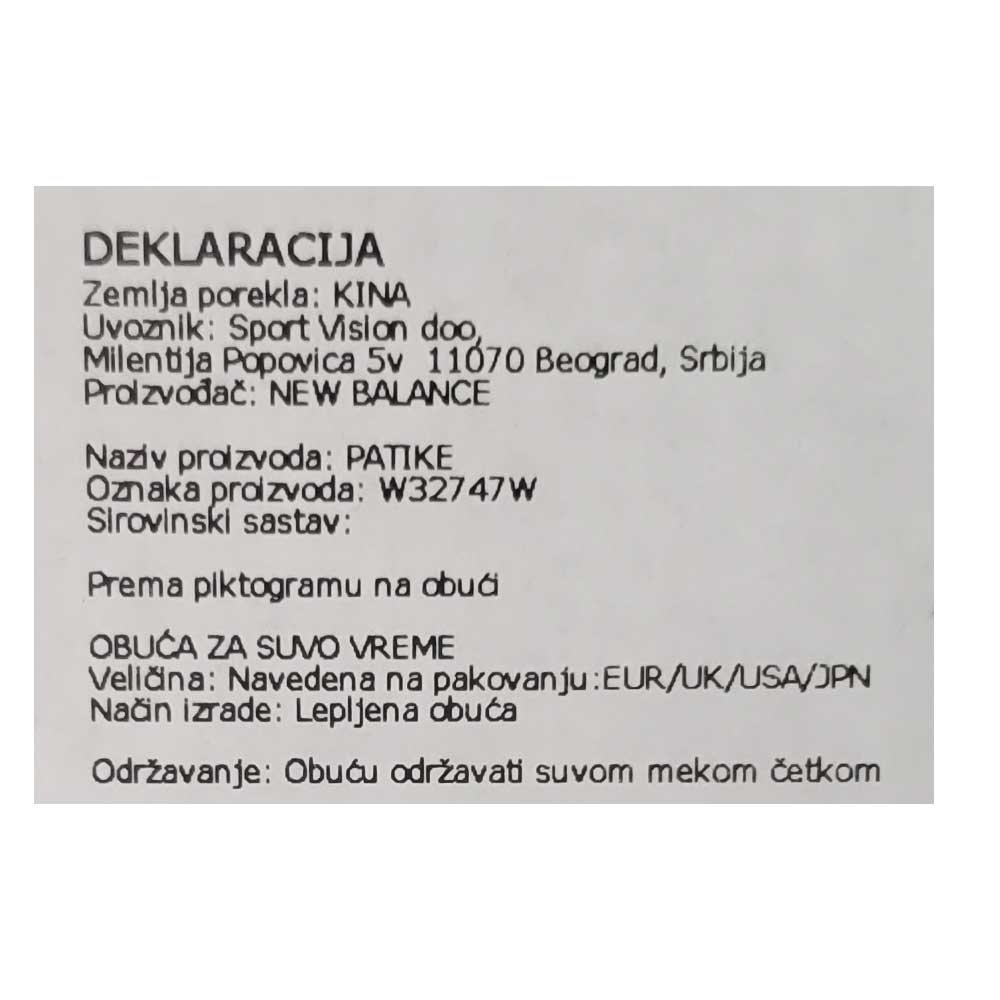 DEKLARACIJA
Zemlja porekla: KINA
Uvoznik: Sport Vision doo,
Milentija Popovica 5v 11070 Beograd, Srbija
Proizvođač: NEW BALANCE
Naziv proizvoda: PATIKE
Oznaka proizvoda: W32747W
Sirovinski sastav:
Prema piktogramu na obući
OBUĆA ZA SUVO VREME
Veličina: Navedena na pakovanju:EUR/UK/USA/JPN
Način izrade: Lepljena obuća
Održavanje: Obuću održavati suvom mekom četkom